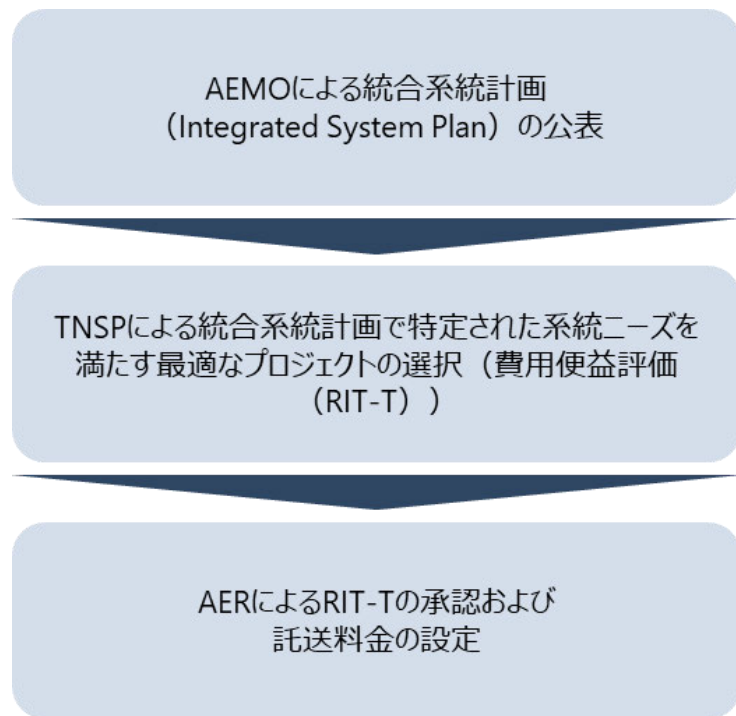 AEMOによる統合系統計画
（Integrated System Plan）の公表
TNSPによる統合系統計画で特定された系統ニーズを
満たす最適なプロジェクトの選択（費用便益評価
（RIT-T））
AERによるRIT-Tの承認および
託送料金の設定